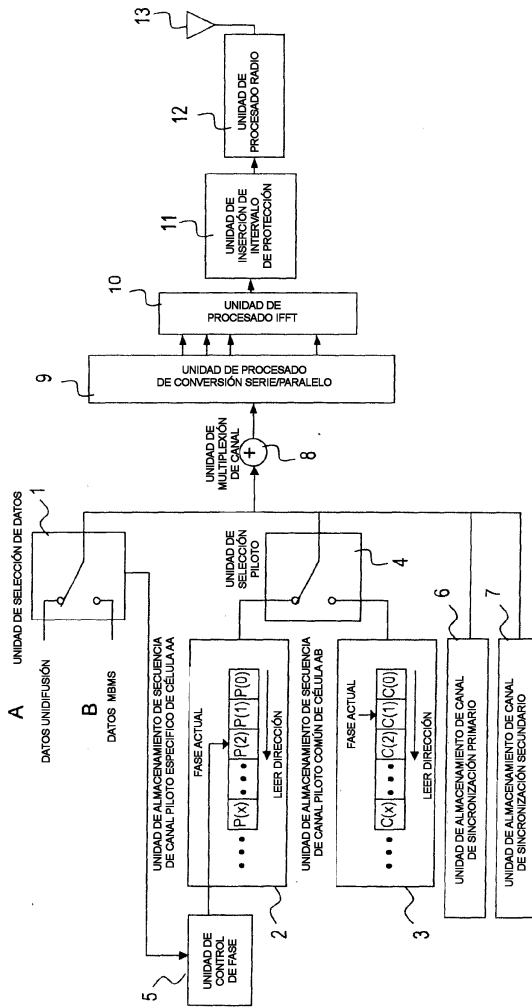 UNIDAD DE SELECCIÓN DE DATOS
1
A
DATOS UNIDIFUSIÓN
B
DATOS MBMS
5
UNIDAD DE
CONTROL
DE FASE
UNIDAD DE ALMACENAMIENTO DE SECUENCIA
DE CANAL PILOTO ESPECIFICO DE CÉLULA AA
FASE ACTUAL
P(x) P(2) P(1) P(0)
LEER DIRECCIÓN
2
UNIDAD DE
SELECCIÓN
PILOTO
4
UNIDAD DE ALMACENAMIENTO DE SECUENCIA
DE CANAL PILOTO COMÚN DE CÉLULA AB
FASE ACTUAL
C(x) C(2) C(1) C(0)
LEER DIRECCIÓN
3
6
UNIDAD DE ALMACENAMIENTO DE CANAL
DE SINCRONIZACIÓN PRIMARIO
7
UNIDAD DE ALMACENAMIENTO DE CANAL
DE SINCRONIZACIÓN SECUNDARIO
UNIDAD DE
MULTIPLEXIÓN
DE CANAL
+
8
9
UNIDAD DE PROCESADO
DE CONVERSIÓN SERIE/PARALELO
10
UNIDAD DE
PROCESADO IFFT
11
UNIDAD DE
INSERCIÓN DE
INTERVALO
DE PROTECCIÓN
12
UNIDAD DE
PROCESADO RADIO
13